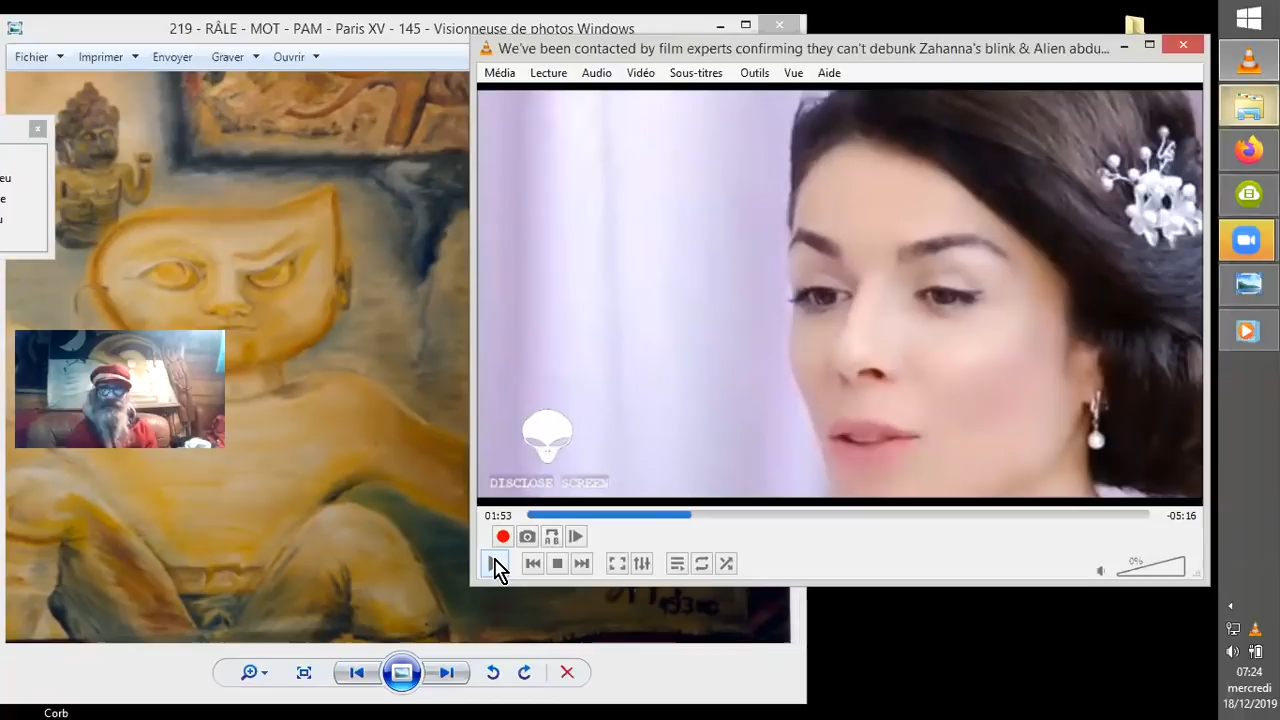 219 - RÂLE - MOT - PAM - Paris XV - 145 - Visionneuse de photos Windows
Fichier Imprimer Envoyer Graver Ouvrir
eu
e
u
We've been contacted by film experts confirming they can't debunk Zahanna's blink & Alien abdu...
Média Lecture Audio Vidéo Sous-titres Outils Vue Aide
DISCLOSE SCREEN
01:53 -05:16
A B
0%
07:24
mercredi
18/12/2019
Corb